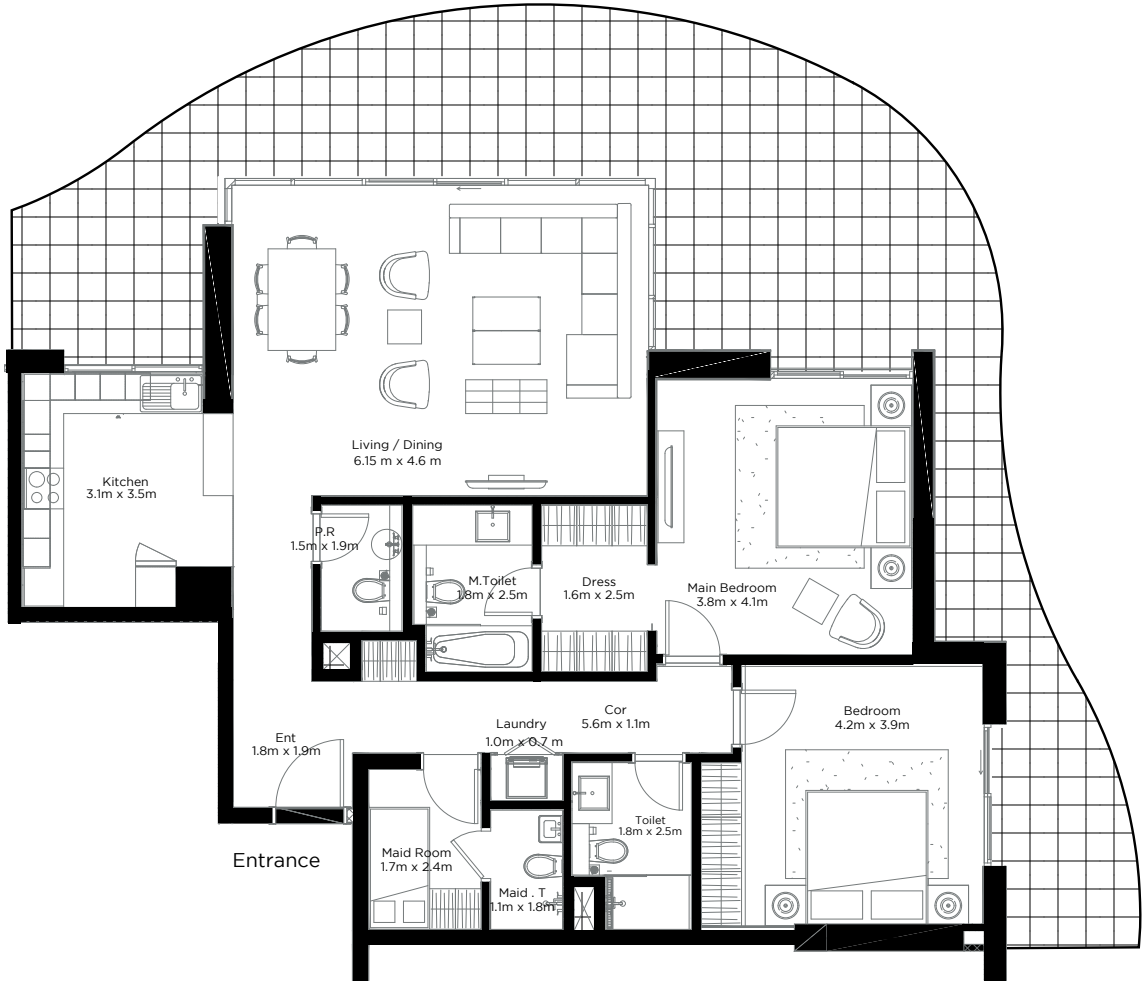 Living / Dining
6.15 m x 4.6 m
Kitchen
3.1m x 3.5m
P.R
1.5m x 1.9m
M.Toilet
1.8m x 2.5m
Dress
1.6m x 2.5m
Main Bedroom
3.8m x 4.1m
Ent
1.8m x 1.9m
Laundry
1.0m x 0.7 m
Cor
5.6m x 1.1m
Bedroom
4.2m x 3.9m
Entrance
Maid Room
1.7m x 2.4m
Maid . T
1.1m x 1.8m
Toilet
1.8m x 2.5m